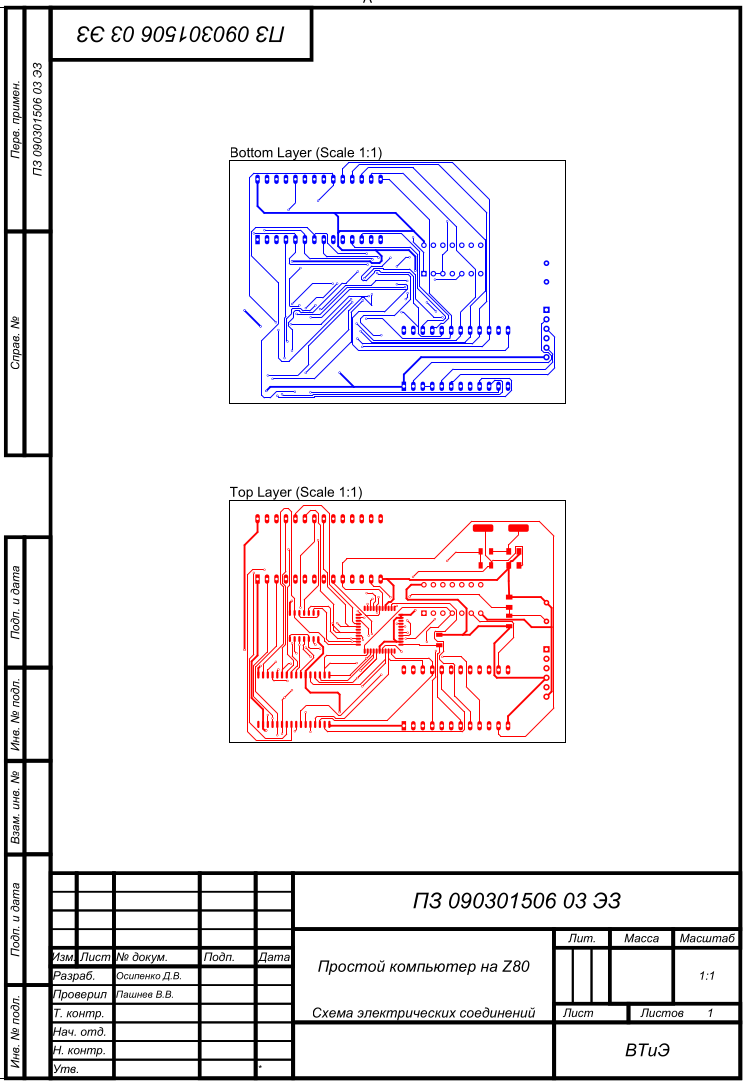 ПЗ 090301506 03 ЭЗ
Перв. примен.
ПЗ 090301506 03 ЭЗ
Справ. №
Bottom Layer (Scale 1:1)
Top Layer (Scale 1:1)
Подп. и дата
Инв. № подл.
Взам. инв. №
Подп. и дата
Инв. № подл.
ПЗ 090301506 03 ЭЗ
Изм. Лист № докум. Подп. Дата
Разраб. Осипенко Д.В.
Проверил Пашнев В.В.
Т. контр.
Нач. отд.
Н. контр.
Утв. *
Простой компьютер на Z80
Схема электрических соединений
Лит. Масса Масштаб
1:1
Лист Листов 1
ВТиЭ